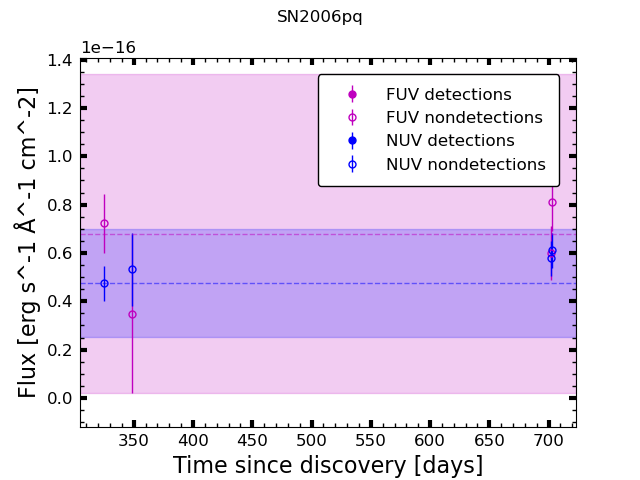 SN2006pq
1e−16
1.4
1.2
1.0
0.8
0.6
0.4
0.2
0.0
Flux [erg s^-1 Å^-1 cm^-2]
FUV detections
FUV nondetections
NUV detections
NUV nondetections
350 400 450 500 550 600 650 700
Time since discovery [days]